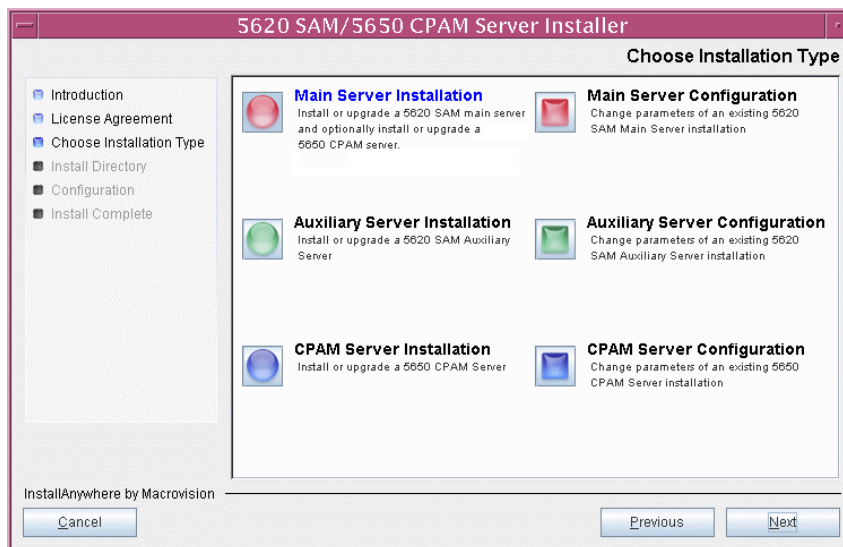 5620 SAM/5650 CPAM Server Installer
Choose Installation Type
Introduction
License Agreement
Choose Installation Type
Install Directory
Configuration
Install Complete
Main Server Installation
Install or upgrade a 5620 SAM main server
and optionally install or upgrade a
5650 CPAM server.
Main Server Configuration
Change parameters of an existing 5620
SAM Main Server installation
Auxiliary Server Installation
Install or upgrade a 5620 SAM Auxiliary
Server
Auxiliary Server Configuration
Change parameters of an existing 5620
SAM Auxiliary Server installation
CPAM Server Installation
Install or upgrade a 5650 CPAM Server
CPAM Server Configuration
Change parameters of an existing 5650
CPAM Server installation
InstallAnywhere by Macrovision
Cancel
Previous
Next